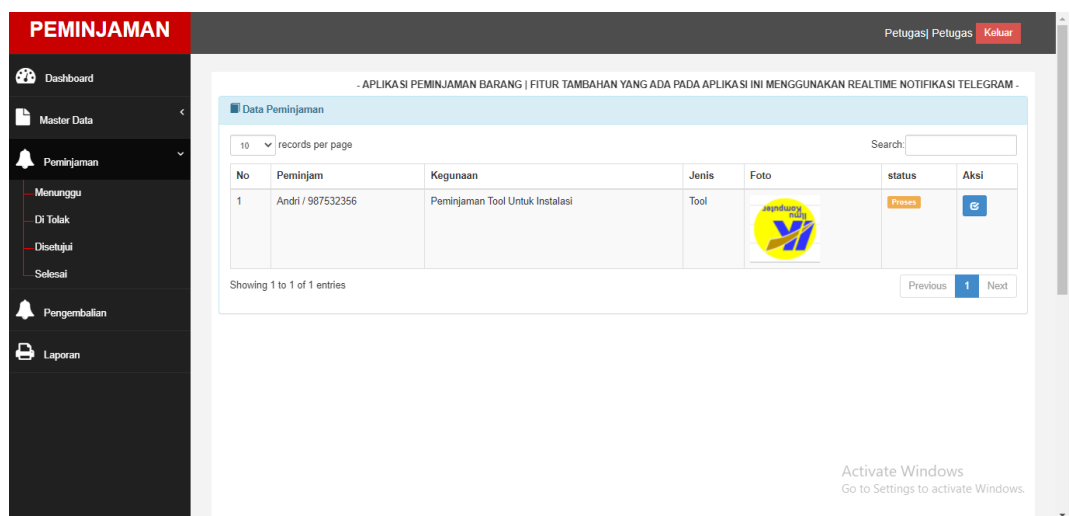 PEMINJAMAN
Petugas| Petugas Keluar
Dashboard
Master Data
Peminjaman
Menunggu
Di Tolak
Disetujui
Selesai
Pengembalian
Laporan
- APLIKASI PEMINJAMAN BARANG | FITUR TAMBAHAN YANG ADA PADA APLIKASI INI MENGGUNAKAN REALTIME NOTIFIKASI TELEGRAM -
Data Peminjaman
10 records per page Search:
No Peminjam Kegunaan Jenis Foto status Aksi
1 Andri / 987532356 Peminjaman Tool Untuk Instalasi Tool Proses
Ilmu
Komputer
Showing 1 to 1 of 1 entries Previous 1 Next
Activate Windows
Go to Settings to activate Windows.